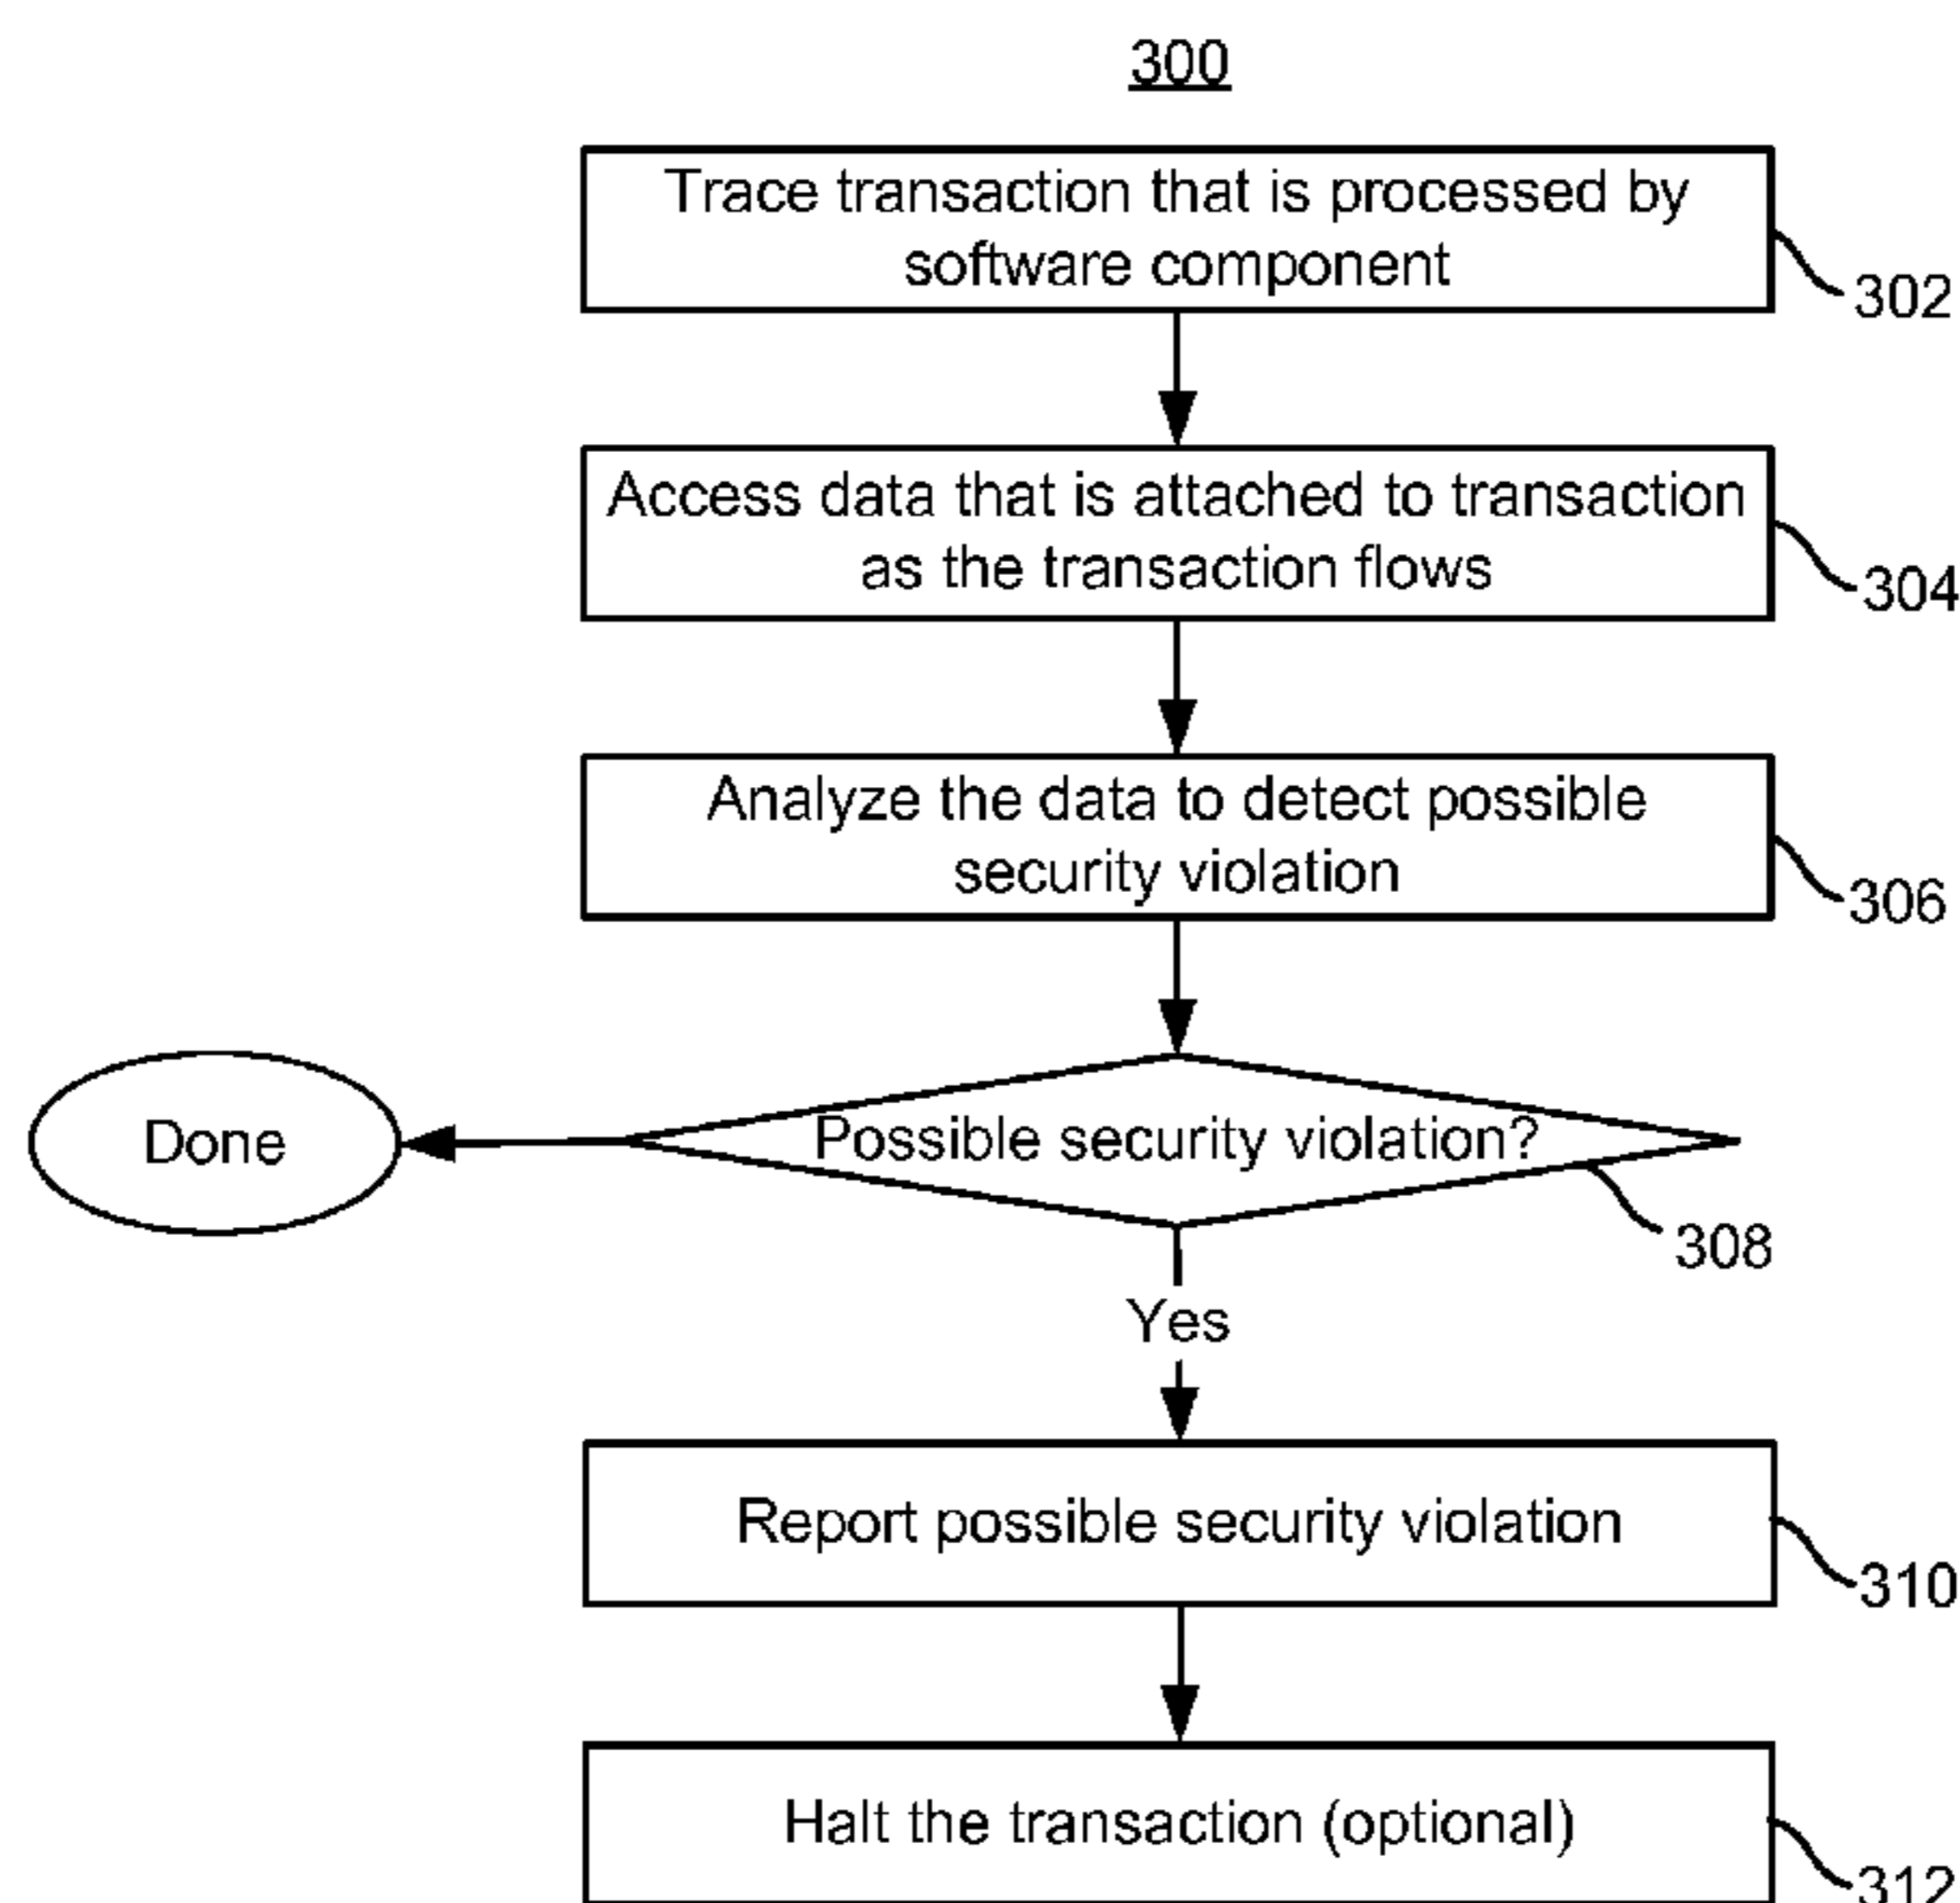 300
Trace transaction that is processed by
software component
302
Access data that is attached to transaction
as the transaction flows
304
Analyze the data to detect possible
security violation
306
Done
Possible security violation?
308
Yes
Report possible security violation
310
Halt the transaction (optional)
312